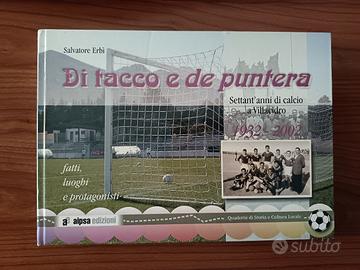 Salvatore Erbì
Di tacco e de puntera
Settant'anni di calcio
a Villacidro
1932 - 2002
fatti,
luoghi
e protagonisti
aipsa edizioni
Quaderni di Storia e Cultura Locale
subito